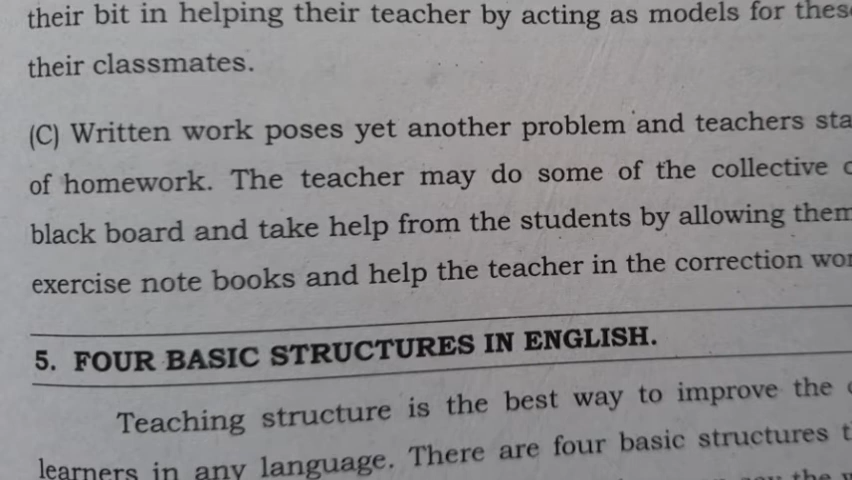 their bit in helping their teacher by acting as models for
their classmates.
(C) Written work poses yet another problem and teachers
of homework. The teacher may do some of the collective
black board and take help from the students by allowing them
exercise note books and help the teacher in the correction
5. FOUR BASIC STRUCTURES IN ENGLISH.
Teaching structure is the best way to improve the
learners in any language. There are four basic structures
the